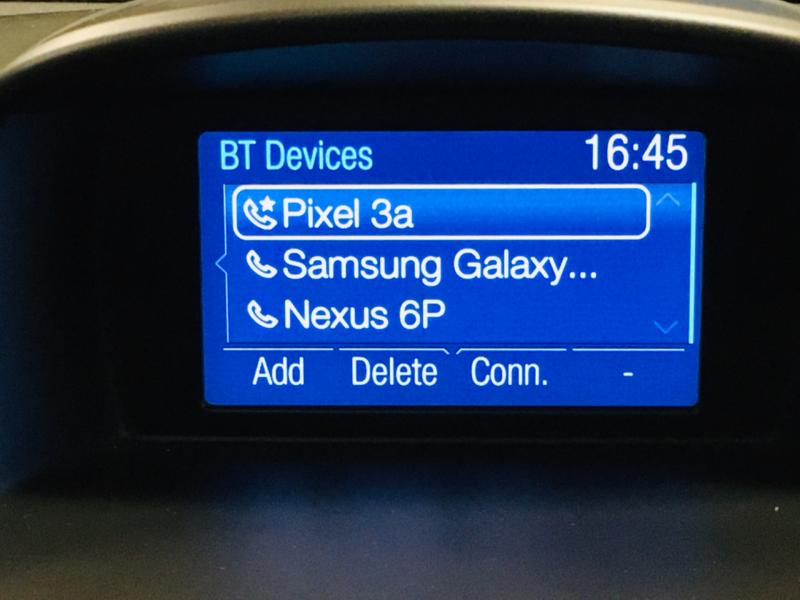 BT Devices 16:45
Pixel 3a
Samsung Galaxy...
Nexus 6P
Add Delete Conn. -